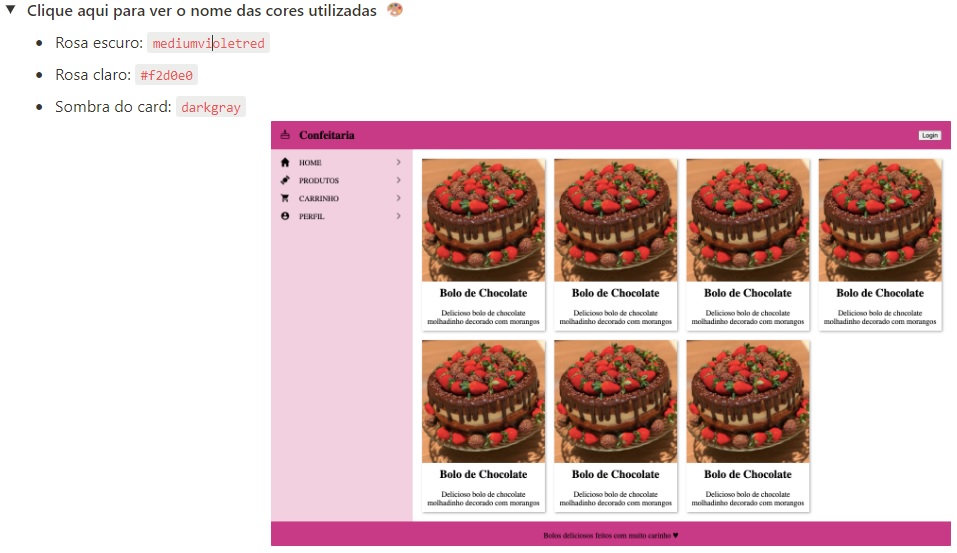 Clique aqui para ver o nome das cores utilizadas
Rosa escuro: mediumvioletred
Rosa claro: #f2d0e0
Sombra do card: darkgray
Confeitaria
Login
HOME
PRODUTOS
CARRINHO
PERFIL
Bolo de Chocolate
Delicioso bolo de chocolate
molhadinho decorado com morangos
Bolo de Chocolate
Delicioso bolo de chocolate
molhadinho decorado com morangos
Bolo de Chocolate
Delicioso bolo de chocolate
molhadinho decorado com morangos
Bolo de Chocolate
Delicioso bolo de chocolate
molhadinho decorado com morangos
Bolo de Chocolate
Delicioso bolo de chocolate
molhadinho decorado com morangos
Bolo de Chocolate
Delicioso bolo de chocolate
molhadinho decorado com morangos
Bolo de Chocolate
Delicioso bolo de chocolate
molhadinho decorado com morangos
Bolos deliciosos feitos com muito carinho ♥